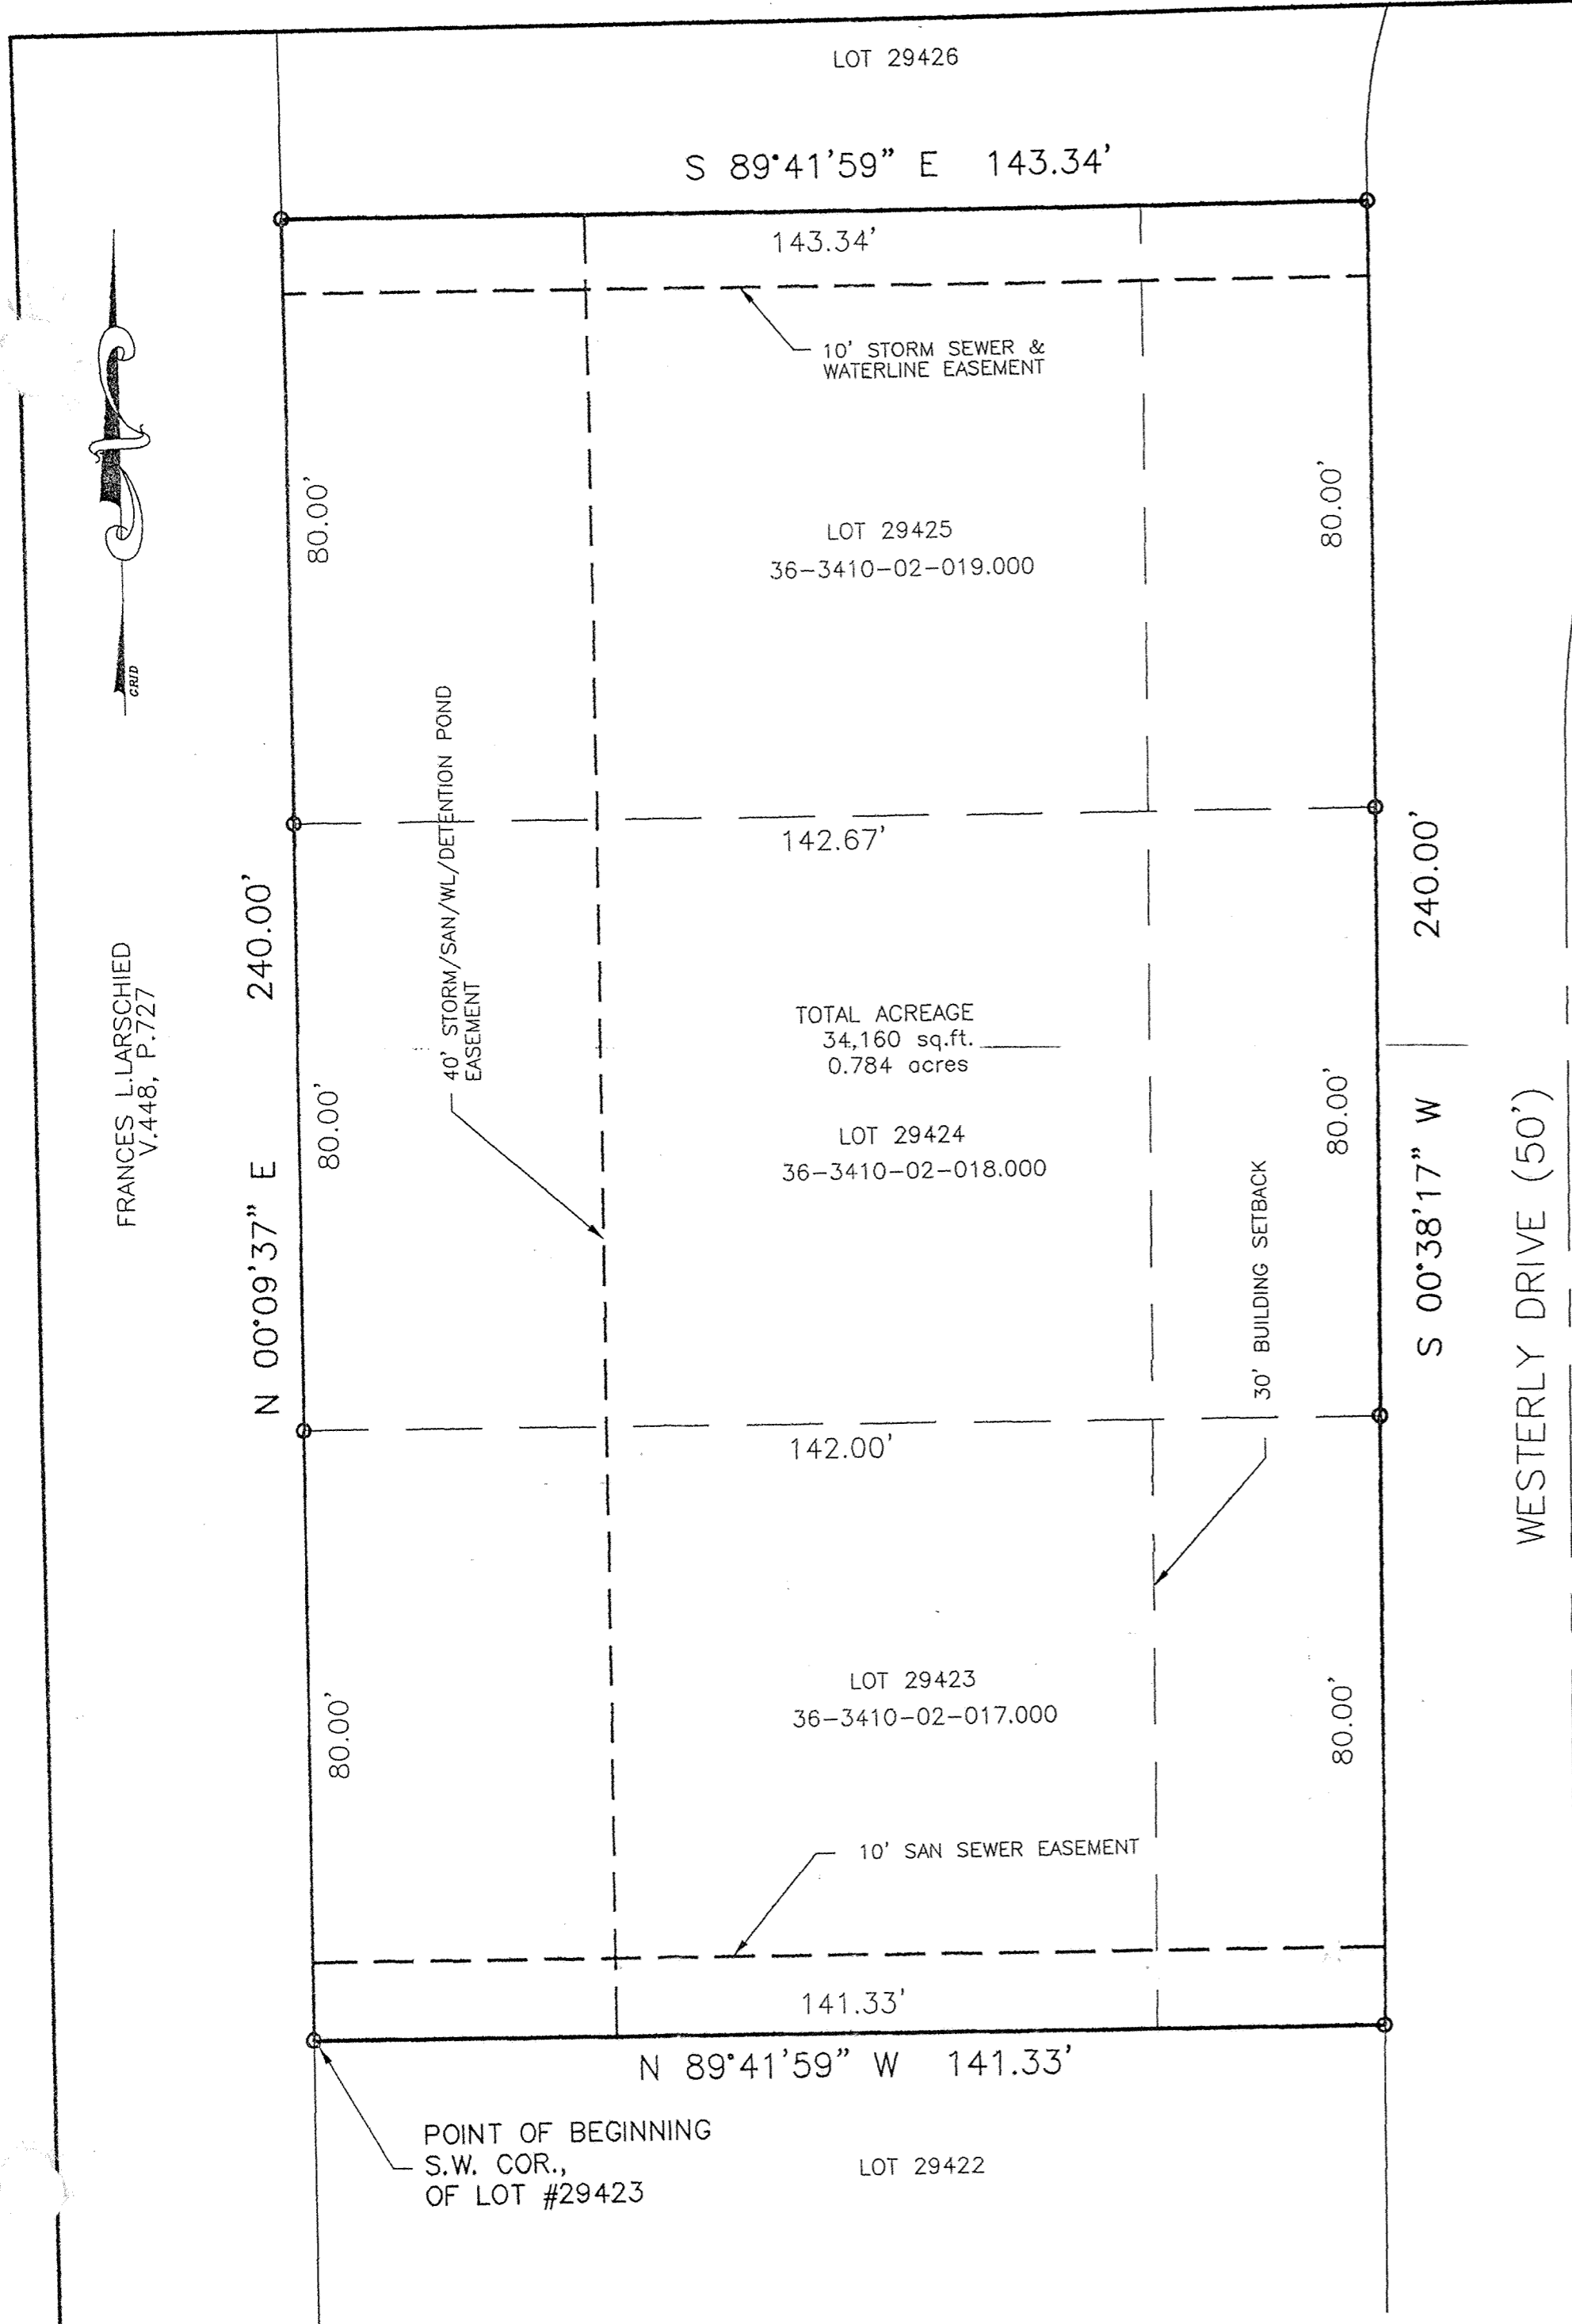 LOT 29426
S 89°41'59" E 143.34'
143.34'
10' STORM SEWER &
WATERLINE EASEMENT
GRID
80.00'
80.00'
LOT 29425
36-3410-02-019.000
142.67'
40' STORM/SAN/WL/DETENTION POND
EASEMENT
N 00°09'37" E 240.00'
FRANCES L.LARSCHIED
V.448, P.727
TOTAL ACREAGE
34,160 sq.ft.
0.784 acres
80.00'
80.00'
LOT 29424
36-3410-02-018.000
S 00°38'17" W 240.00'
WESTERLY DRIVE (50')
30' BUILDING SETBACK
142.00'
LOT 29423
36-3410-02-017.000
80.00'
80.00'
10' SAN SEWER EASEMENT
141.33'
N 89°41'59" W 141.33'
POINT OF BEGINNING
S.W. COR.,
OF LOT #29423
LOT 29422